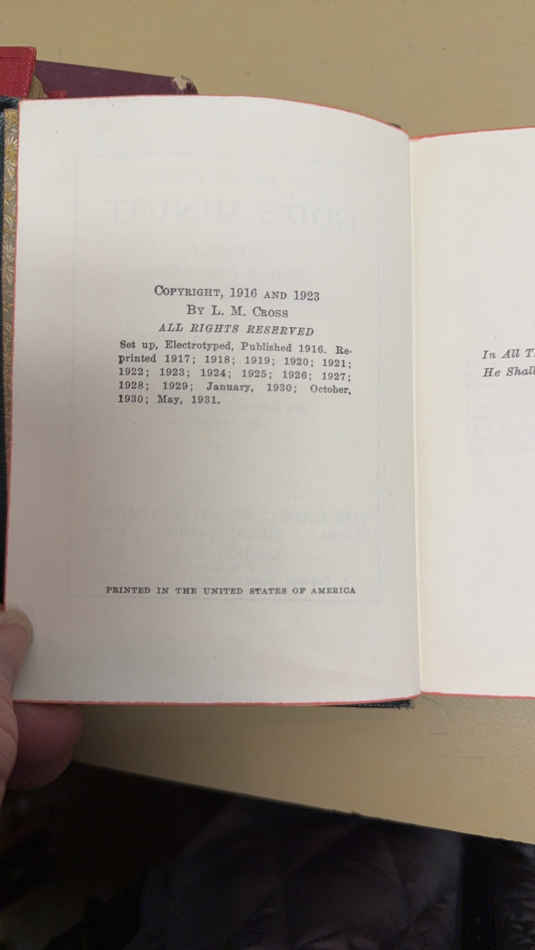 COPYRIGHT, 1916 AND 1923
BY L. M. CROSS
ALL RIGHTS RESERVED
Set up, Electrotyped, Published 1916. Re-
printed 1917; 1918; 1919; 1920; 1921;
1922; 1923; 1924; 1925; 1926; 1927;
1928; 1929; January, 1930; October,
1930; May, 1931.
PRINTED IN THE UNITED STATES OF AMERICA
In All T
He Shall